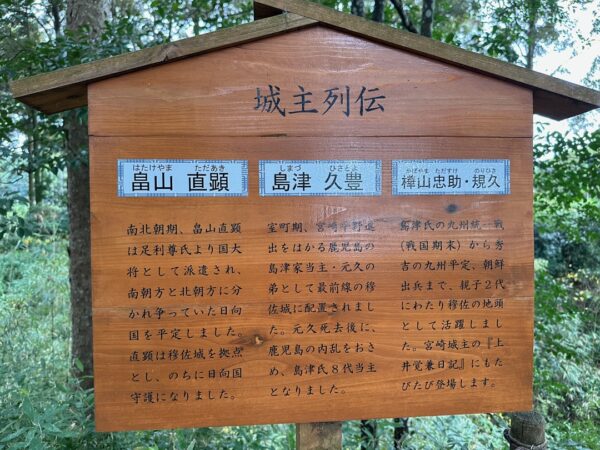 城主列伝
はたけやま ただあき
畠山 直顕
南北朝期、畠山直顕
は足利尊氏より国大
将として派遣され、
南朝方と北朝方に分
かれ争っていた日向
国を平定しました。
直顕は穆佐城を拠点
とし、のちに日向国
守護になりました。
しまづ ひさとよ
島津 久豊
室町期、宮崎平野進
出をはかる鹿児島の
島津家当主・元久の
弟として最前線の穆
佐城に配置されまし
た。元久死去後に、
鹿児島の内乱をおさ
め、島津氏8代当主
となりました。
かばやま ただすけ のりひさ
樺山忠助・規久
島津氏の九州統一戦
(戦国期末)から秀
吉の九州平定、朝鮮
出兵まで、親子2代
にわたり穆佐の地頭
として活躍しまし
た。宮崎城主の『上
井覚兼日記』にもた
びたび登場します。